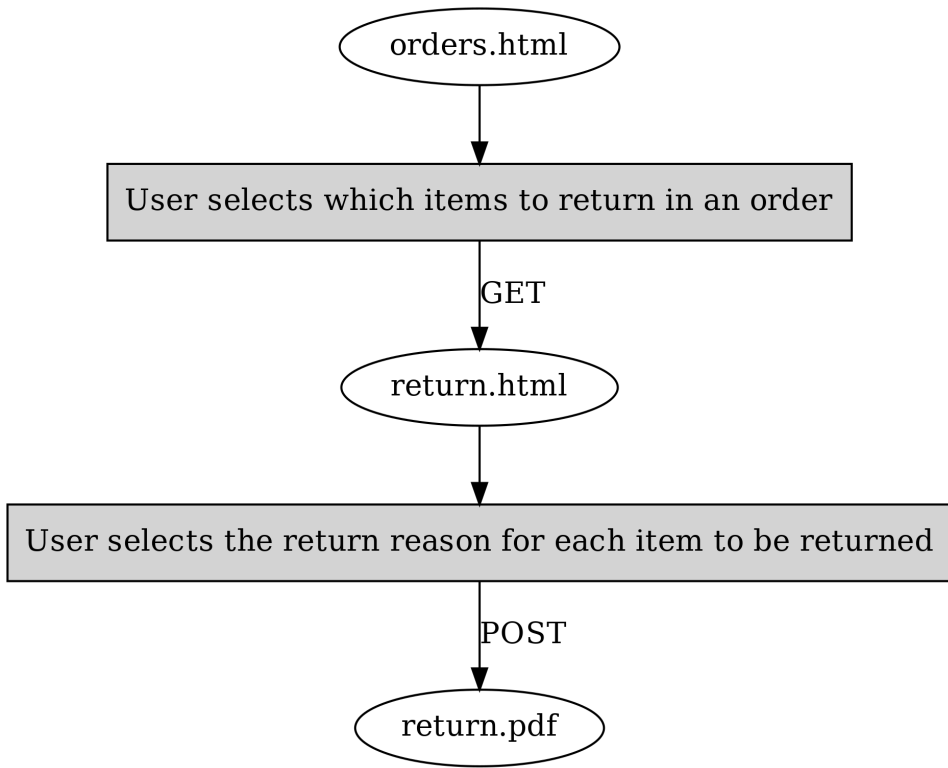 orders.html
User selects which items to return in an order
GET
return.html
User selects the return reason for each item to be returned
POST
return.pdf